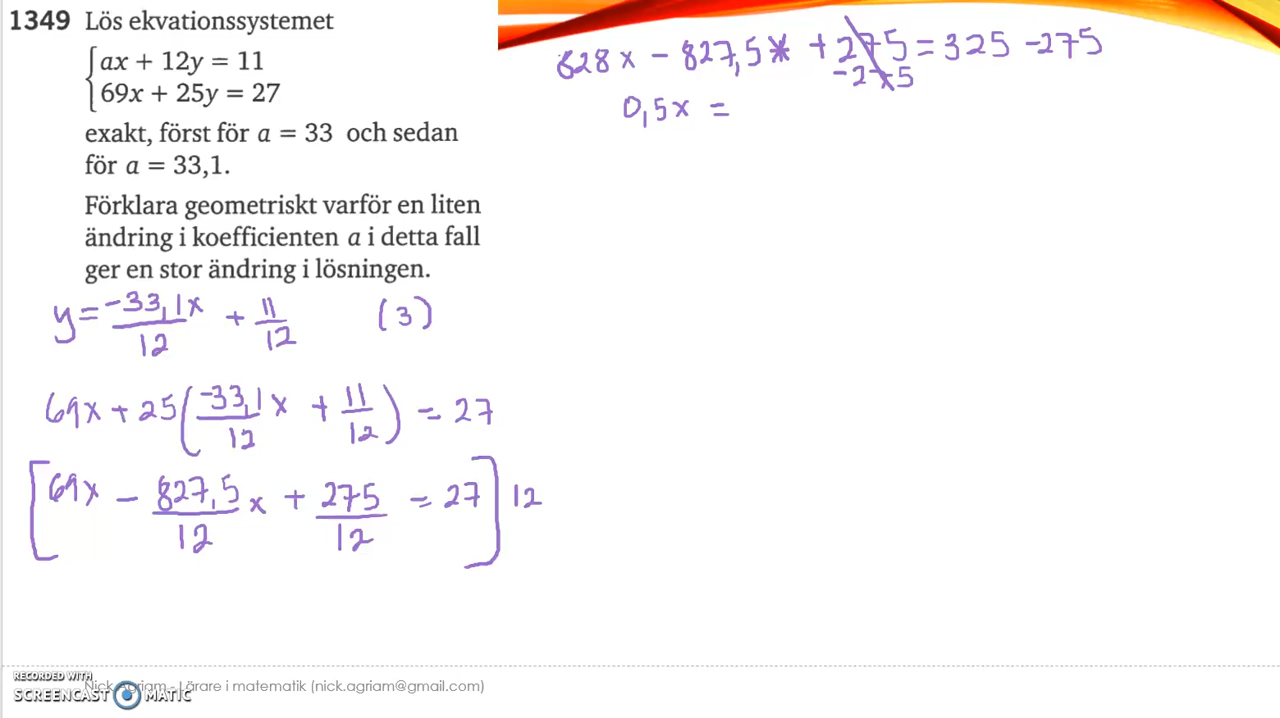 1349 Lös ekvationssystemet
ax + 12y = 11
69x + 25y = 27
exakt, först för a = 33 och sedan
för a = 33,1.
Förklara geometriskt varför en liten
ändring i koefficienten a i detta fall
ger en stor ändring i lösningen.
y = -33,1x/12 + 11/12 (3)
69x + 25(-33,1x/12 + 11/12) = 27
[69x - 827,5/12 x + 275/12 = 27] 12
828x - 827,5x + 275 = 325 - 275
-275
0,5x =
Nick Agriam - Lärare i matematik (nick.agriam@gmail.com)
RECORDED WITH
SCREENCAST MATIC